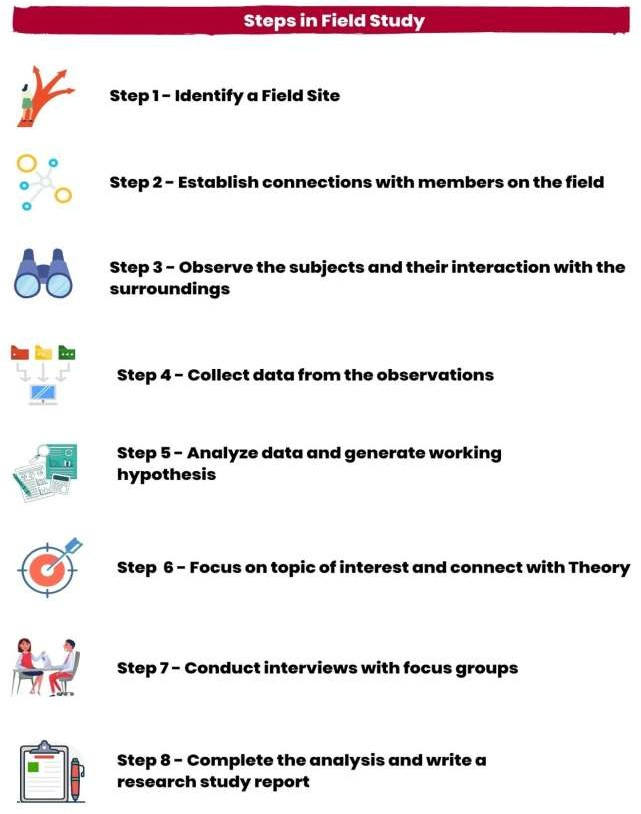 Steps in Field Study
Step 1 – Identify a Field Site
Step 2 – Establish connections with members on the field
Step 3 – Observe the subjects and their interaction with the
surroundings
Step 4 – Collect data from the observations
Step 5 – Analyze data and generate working
hypothesis
Step  6 – Focus on topic of interest and connect with Theory
Step 7 – Conduct interviews with focus groups
Step 8 – Complete the analysis and write a
research study report